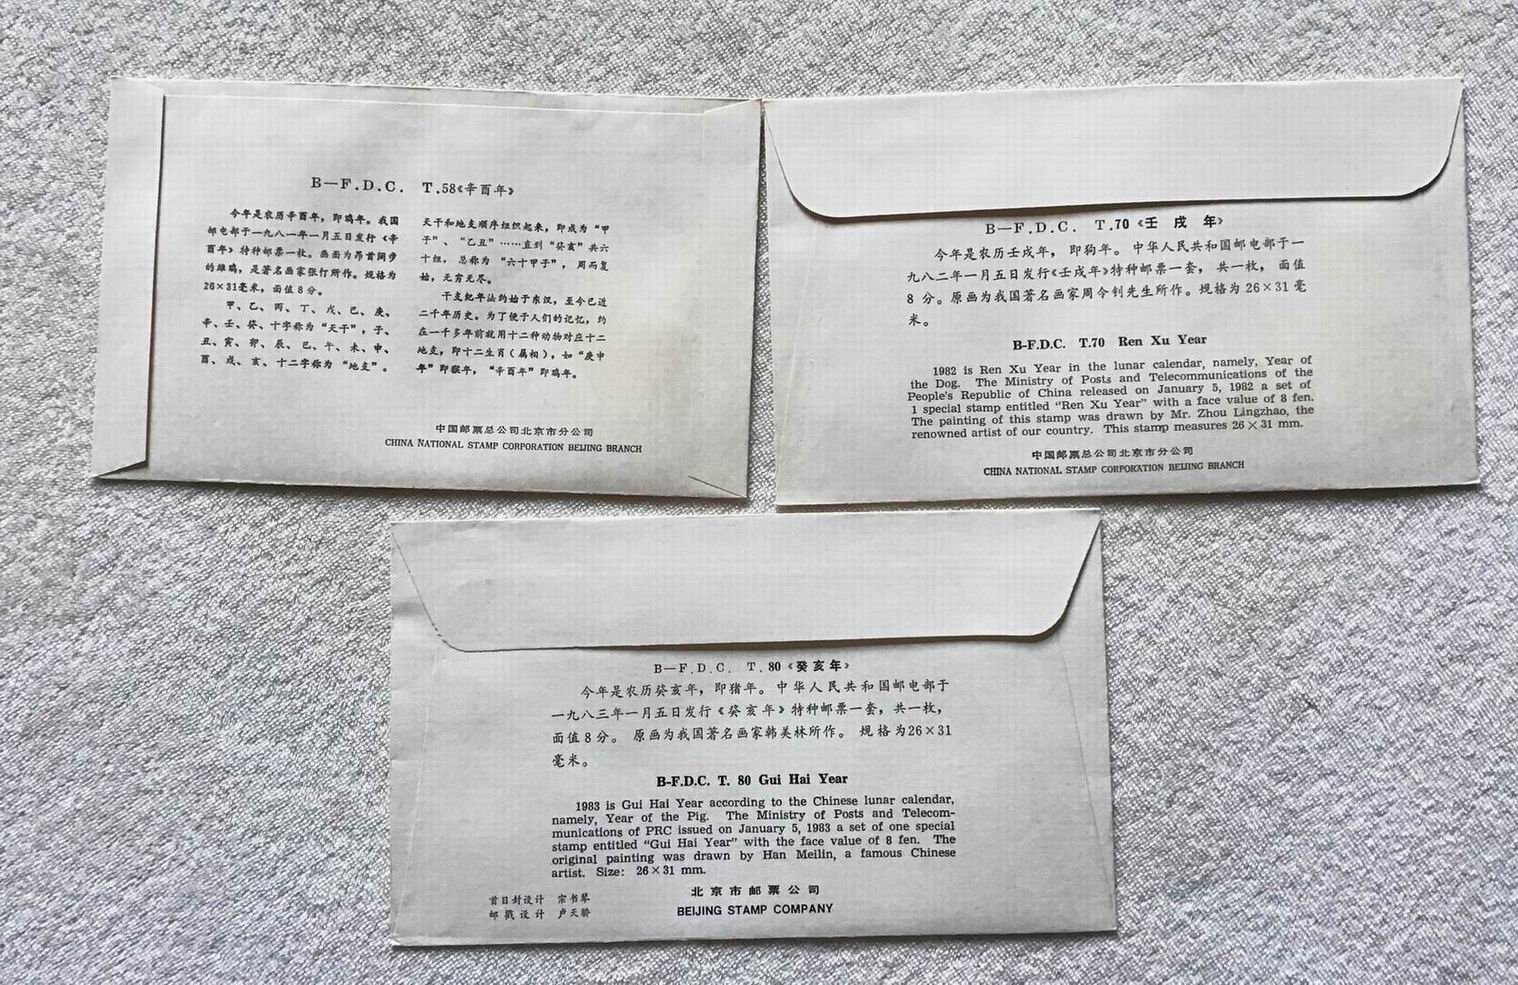 B—F.D.C. T.58《辛酉年》
今年是农历辛酉年，即鸡年。我国
邮电部于一九八一年一月五日发行《辛
酉年》特种邮票一枚。画面为昂首阔步
的雄鸡，是著名画家张仃所作。规格为
26×31毫米，面值8分。
甲、乙、丙、丁、戊、己、庚、
辛、壬、癸、十字称为“天干”，子、
丑、寅、卯、辰、巳、午、未、申、
酉、戌、亥、十二字称为“地支”。
天干和地支顺序组织起来，即成为“甲
子”、“乙丑”……直到“癸亥”共六
十组，总称为“六十甲子”，周而复
始，无穷无尽。
干支纪年法约始于东汉，至今已近
二千年历史。为了便于人们的记忆，约
在一千多年前就用十二种动物对应十二
地支，即十二生肖（属相），如“庚申
年”即猴年，“辛酉年”即鸡年。
中国邮票总公司北京市分公司
CHINA NATIONAL STAMP CORPORATION BEIJING BRANCH
B—F.D.C. T.70《壬戌年》
今年是农历壬戌年，即狗年。中华人民共和国邮电部于一
九八二年一月五日发行《壬戌年》特种邮票一套，共一枚，面值
8分。原画为我国著名画家周令钊先生所作。规格为26×31毫
米。
B-F.D.C. T.70 Ren Xu Year
1982 is Ren Xu Year in the lunar calendar, namely, Year of
the Dog. The Ministry of Posts and Telecommunications of the
People's Republic of China released on January 5, 1982 a set of
1 special stamp entitled “Ren Xu Year” with a face value of 8 fen.
The painting of this stamp was drawn by Mr. Zhou Lingzhao, the
renowned artist of our country. This stamp measures 26×31 mm.
中国邮票总公司北京市分公司
CHINA NATIONAL STAMP CORPORATION BEIJING BRANCH
B—F.D.C. T.80《癸亥年》
今年是农历癸亥年，即猪年。中华人民共和国邮电部于
一九八三年一月五日发行《癸亥年》特种邮票一套，共一枚，
面值8分。原画为我国著名画家韩美林所作。规格为26×31
毫米。
B-F.D.C. T. 80 Gui Hai Year
1983 is Gui Hai Year according to the Chinese lunar calendar,
namely, Year of the Pig. The Ministry of Posts and Telecom-
munications of PRC issued on January 5, 1983 a set of one special
stamp entitled “Gui Hai Year” with the face value of 8 fen. The
original painting was drawn by Han Meilin, a famous Chinese
artist. Size: 26×31 mm.
首日封设计 宗书琴
邮戳设计 卢天骄
北京市邮票公司
BEIJING STAMP COMPANY